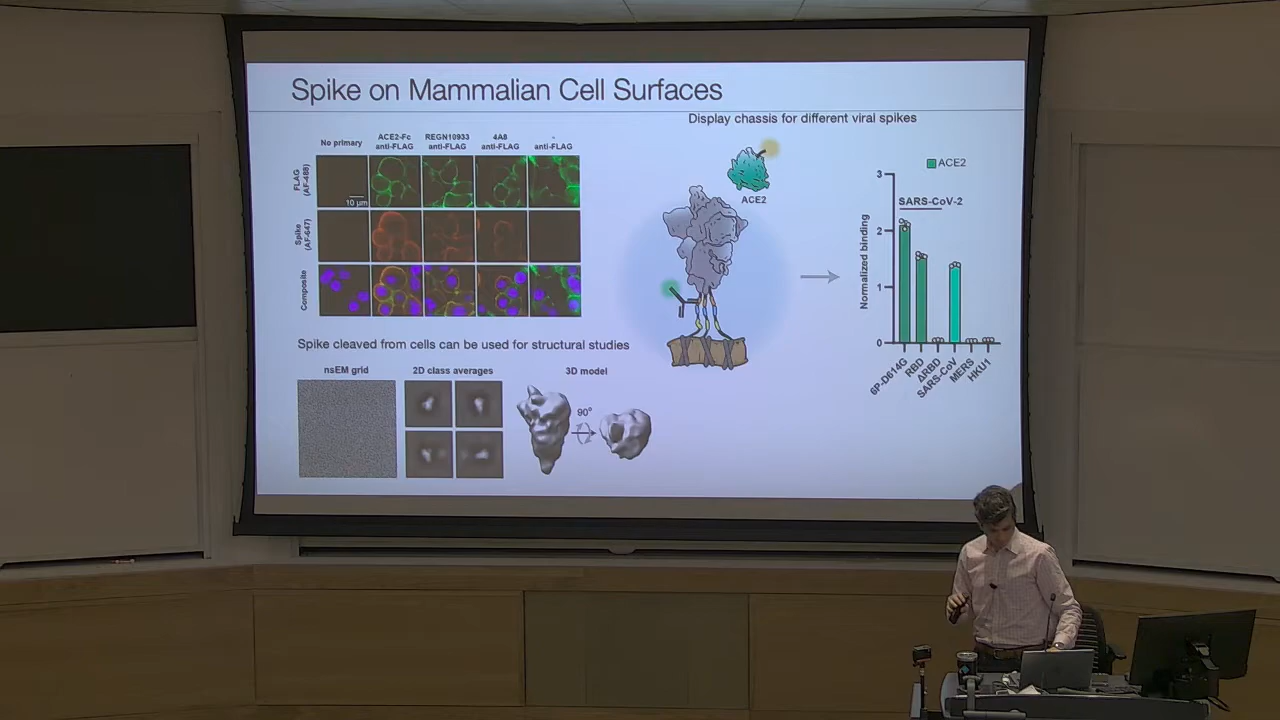 Spike on Mammalian Cell Surfaces
No primary
ACE2-Fc
anti-FLAG
REGN10933
anti-FLAG
4A8
anti-FLAG
-
anti-FLAG
FLAG
(AF-488)
10 µm
Spike
(AF-647)
Composite
Spike cleaved from cells can be used for structural studies
nsEM grid
2D class averages
3D model
90°
Display chassis for different viral spikes
ACE2
ACE2
SARS-CoV-2
Normalized binding
3
2
1
0
6P-D614G
RBD
ΔRBD
SARS-CoV
MERS
HKU1